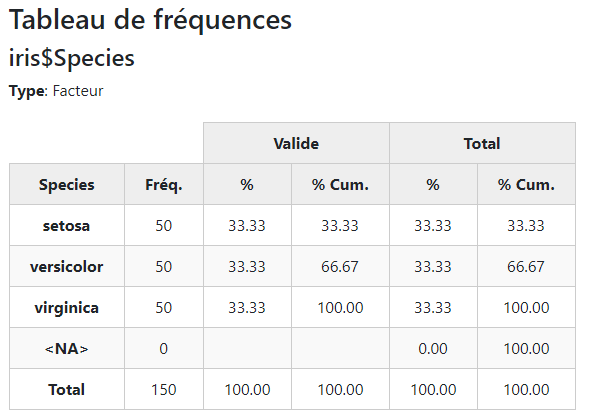 Tableau de fréquences
iris$Species
Type: Facteur
Valide Total
Species Fréq. % % Cum. % % Cum.
setosa 50 33.33 33.33 33.33 33.33
versicolor 50 33.33 66.67 33.33 66.67
virginica 50 33.33 100.00 33.33 100.00
<NA> 0 0.00 100.00
Total 150 100.00 100.00 100.00 100.00